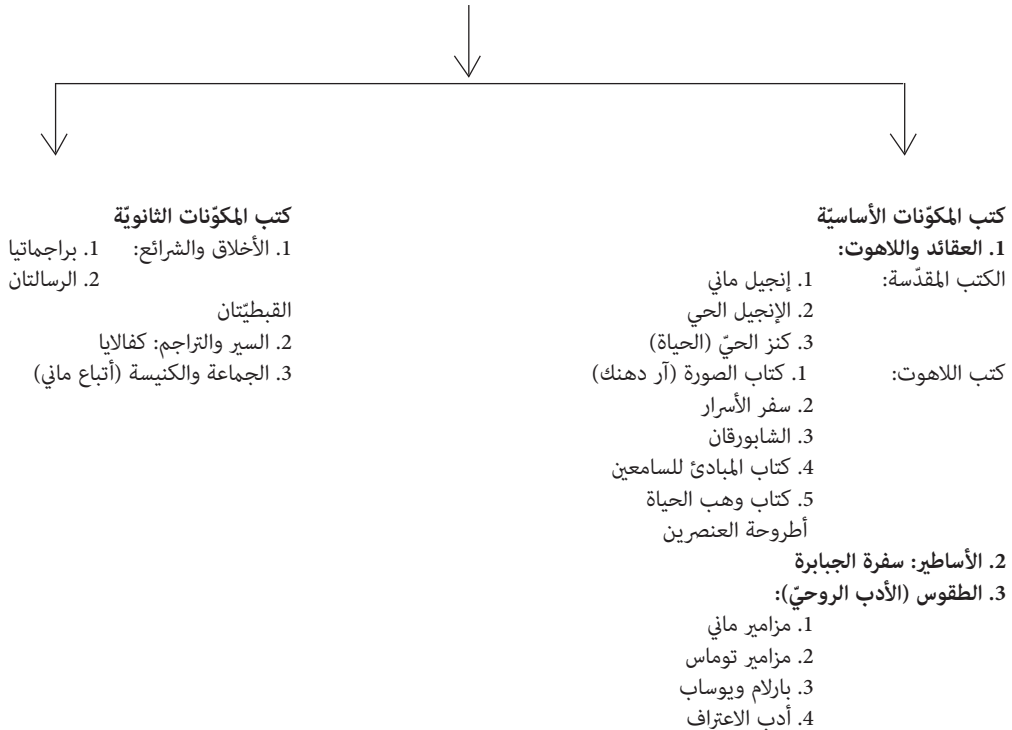 كتب المكوّنات الأساسيّة
1. العقائد واللاهوت:
الكتب المقدّسة: 1. إنجيل ماني
2. الإنجيل الحي
3. كنز الحيّ (الحياة)
كتب اللاهوت: 1. كتاب الصورة (آر دهنك)
2. سفر الأسرار
3. الشابورقان
4. كتاب المبادئ للسامعين
5. كتاب وهب الحياة
أطروحة العنصرين
2. الأساطير: سفرة الجبابرة
3. الطقوس (الأدب الروحيّ):
1. مزامير ماني
2. مزامير توماس
3. بارلام ويوساب
4. أدب الاعتراف
كتب المكوّنات الثانويّة
1. الأخلاق والشرائع: 1. براجماتيا
2. الرسالتان
القبطيّتان
2. السير والتراجم: كفالايا
3. الجماعة والكنيسة (أتباع ماني)